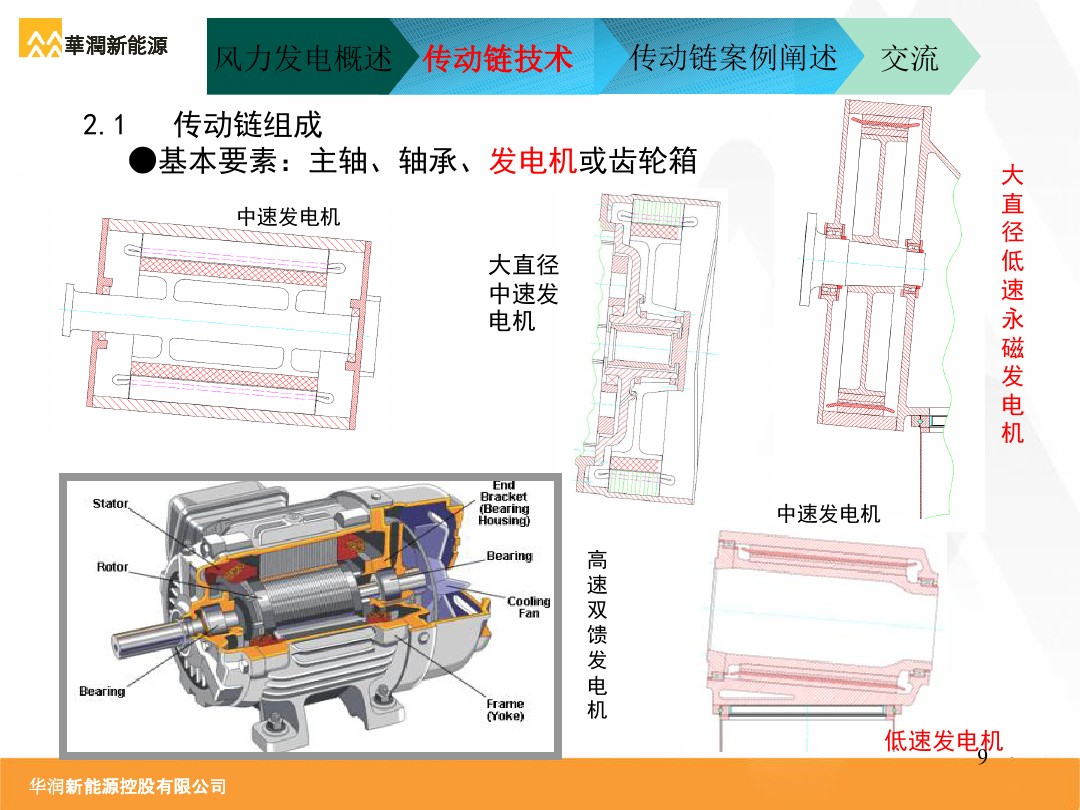 華潤新能源
风力发电概述
传动链技术
传动链案例阐述
交流
2.1 传动链组成
●基本要素：主轴、轴承、发电机或齿轮箱
中速发电机
大直径
中速发
电机
大
直
径
低
速
永
磁
发
电
机
Stator
Rotor
Bearing
End
Bracket
(Bearing
Housing)
Bearing
Cooling
Fan
Frame
(Yoke)
高
速
双
馈
发
电
机
中速发电机
低速发电机
9
华润新能源控股有限公司